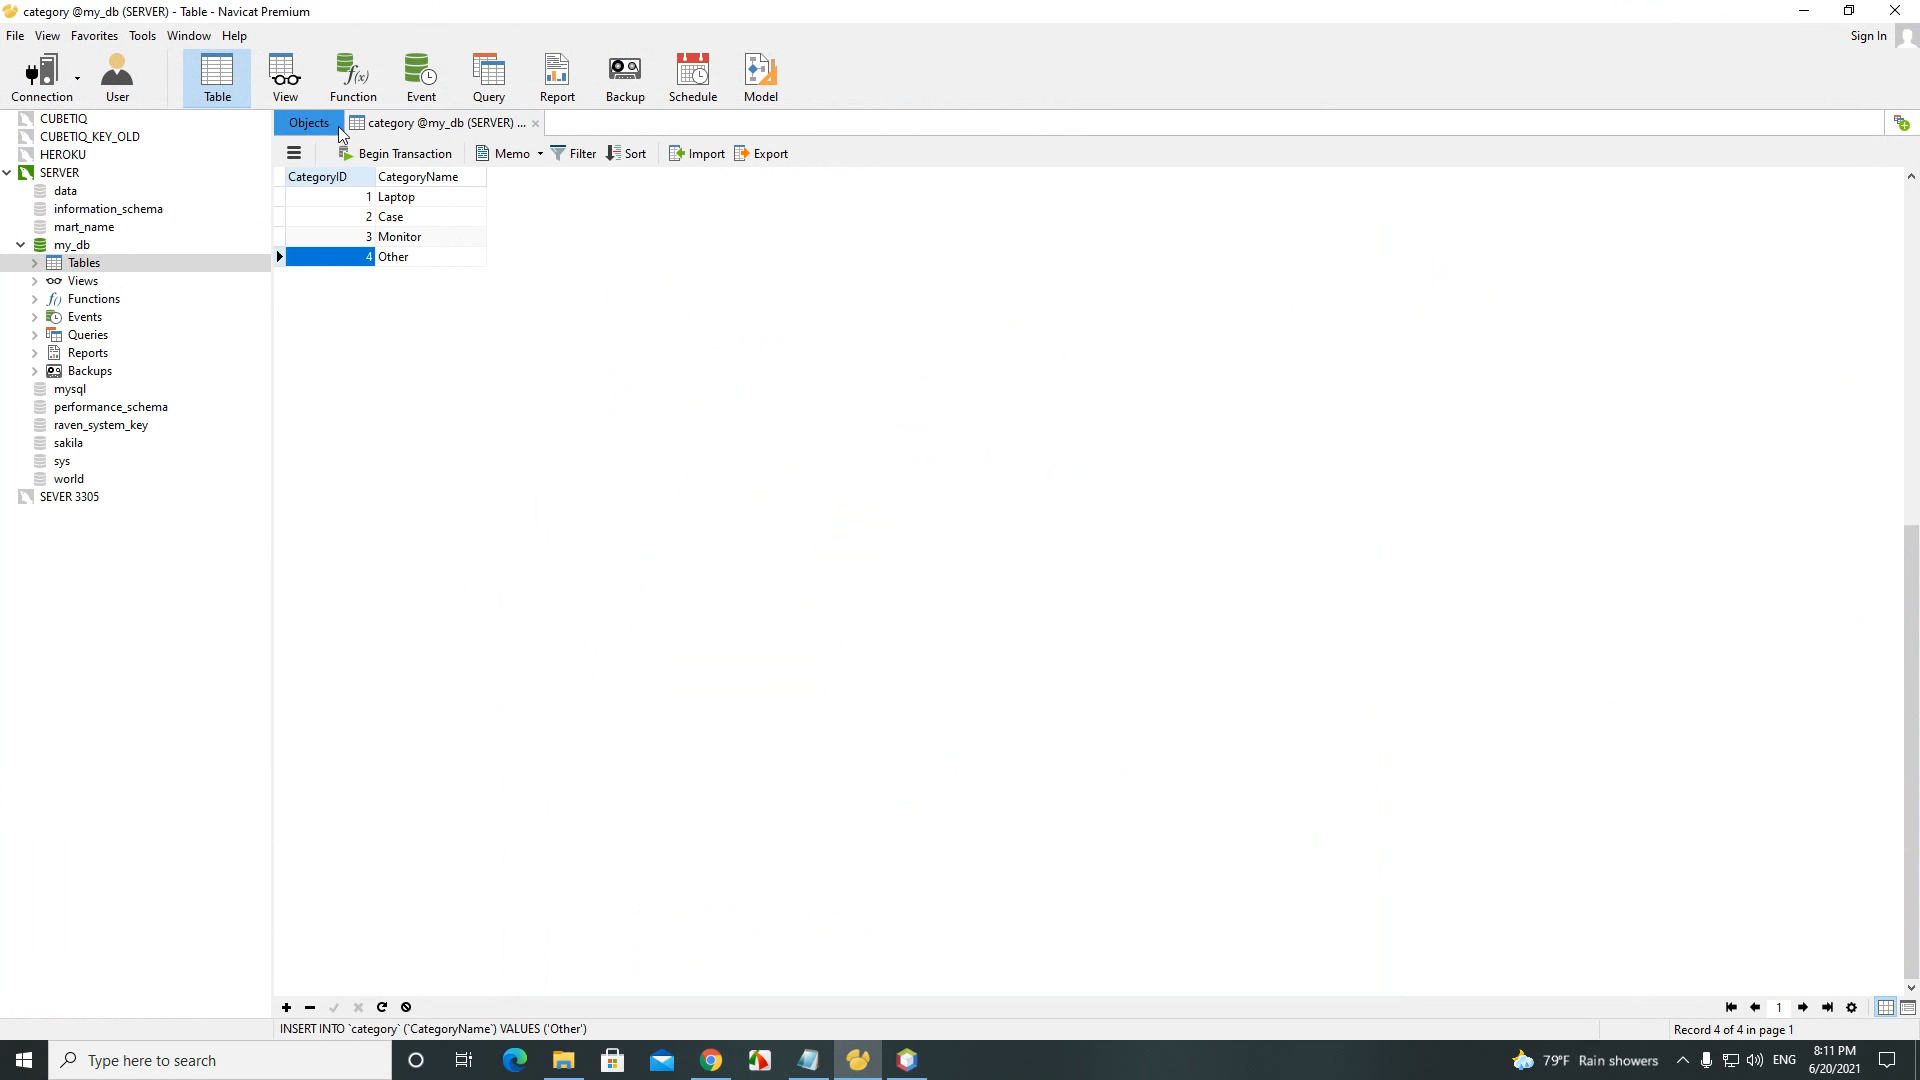 category @my_db (SERVER) - Table - Navicat Premium
File View Favorites Tools Window Help
Sign In
Connection User Table View Function Event Query Report Backup Schedule Model
CUBETIQ
CUBETIQ_KEY_OLD
HEROKU
SERVER
data
information_schema
mart_name
my_db
Tables
Views
Functions
Events
Queries
Reports
Backups
mysql
performance_schema
raven_system_key
sakila
sys
world
SEVER 3305
Objects category @my_db (SERVER) ...
Begin Transaction Memo Filter Sort Import Export
CategoryID CategoryName
1 Laptop
2 Case
3 Monitor
4 Other
1
INSERT INTO `category` (`CategoryName`) VALUES ('Other')
Record 4 of 4 in page 1
Type here to search
79°F Rain showers
ENG
8:11 PM
6/20/2021